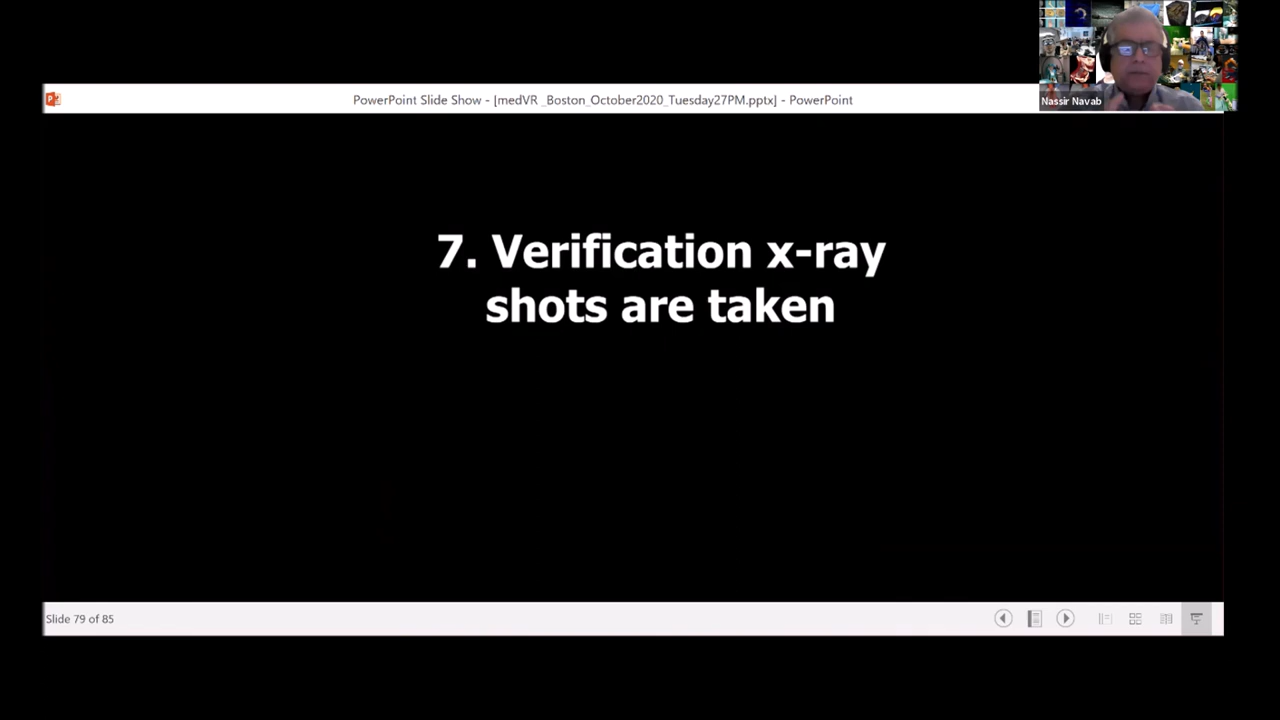 PowerPoint Slide Show - [medVR _Boston_October2020_Tuesday27PM.pptx] - PowerPoint
Nassir Navab
7. Verification x-ray
shots are taken
Slide 79 of 85